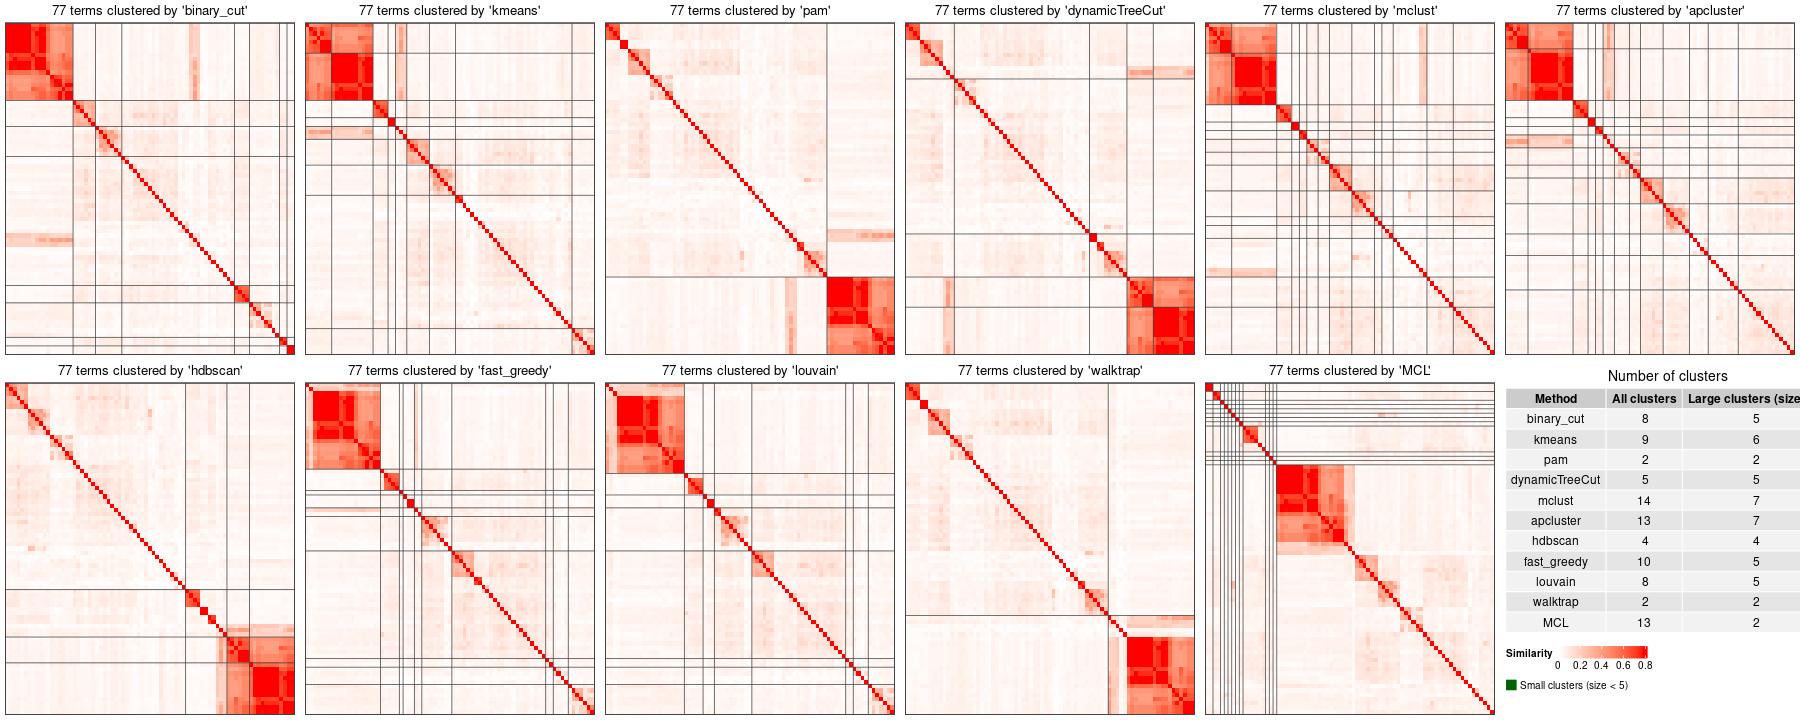 77 terms clustered by 'binary_cut'
77 terms clustered by 'kmeans'
77 terms clustered by 'pam'
77 terms clustered by 'dynamicTreeCut'
77 terms clustered by 'mclust'
77 terms clustered by 'apcluster'
77 terms clustered by 'hdbscan'
77 terms clustered by 'fast_greedy'
77 terms clustered by 'louvain'
77 terms clustered by 'walktrap'
77 terms clustered by 'MCL'
Number of clusters
Method All clusters Large clusters (size
binary_cut 8 5
kmeans 9 6
pam 2 2
dynamicTreeCut 5 5
mclust 14 7
apcluster 13 7
hdbscan 4 4
fast_greedy 10 5
louvain 8 5
walktrap 2 2
MCL 13 2
Similarity
0 0.2 0.4 0.6 0.8
Small clusters (size < 5)